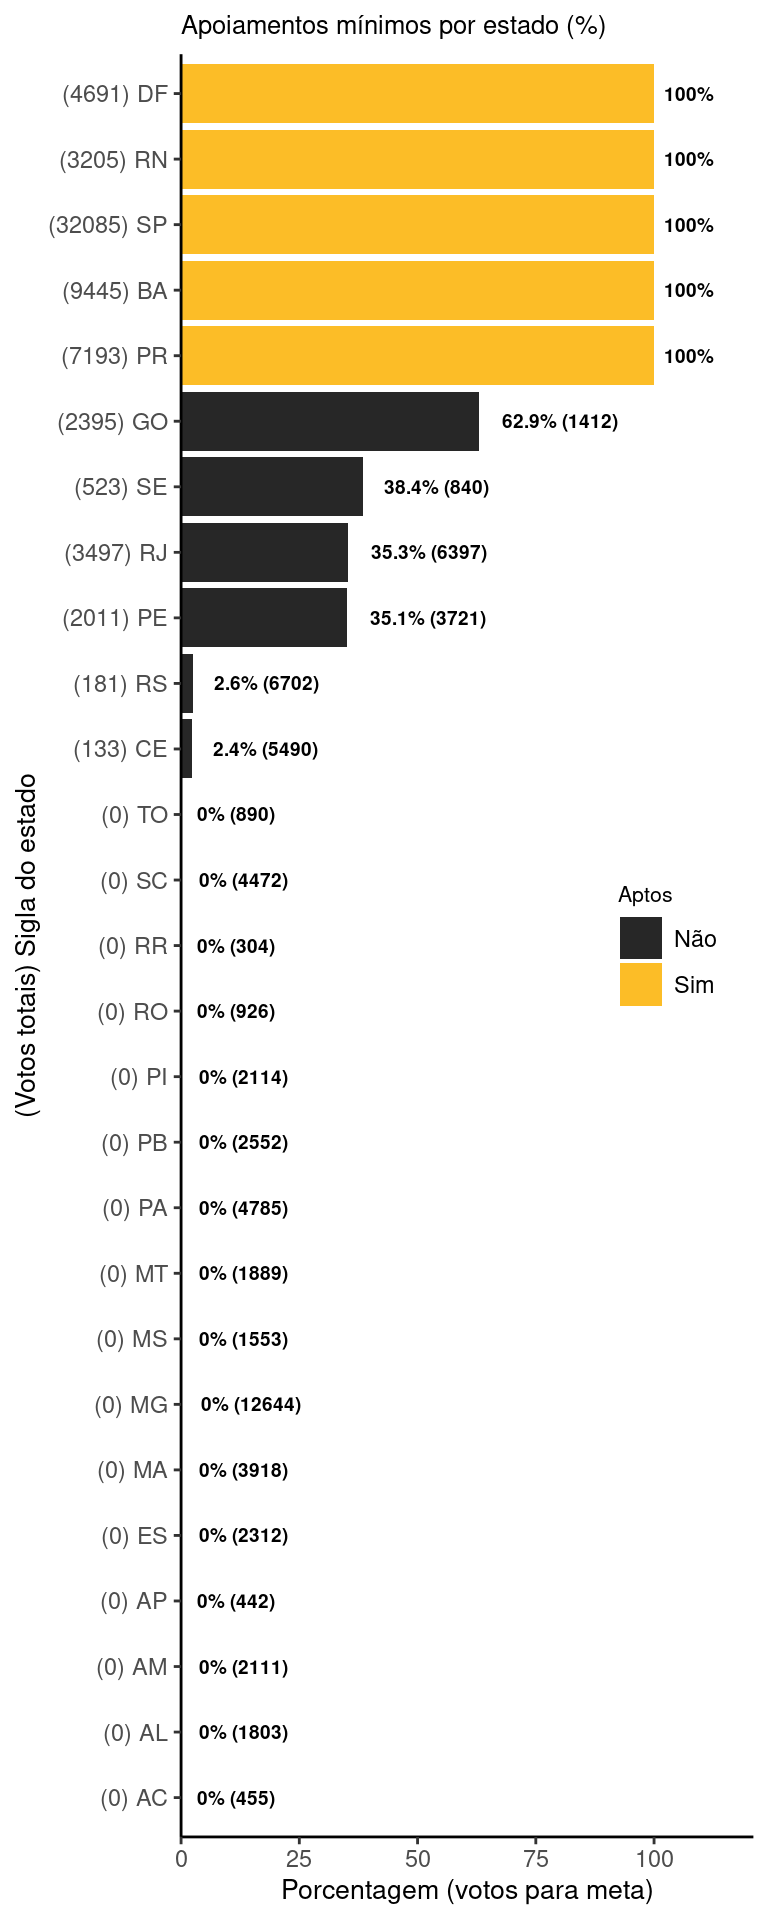 Apoiamentos mínimos por estado (%)
(4691) DF 100%
(3205) RN 100%
(32085) SP 100%
(9445) BA 100%
(7193) PR 100%
(2395) GO 62.9% (1412)
(523) SE 38.4% (840)
(3497) RJ 35.3% (6397)
(2011) PE 35.1% (3721)
(181) RS 2.6% (6702)
(133) CE 2.4% (5490)
(0) TO 0% (890)
(0) SC 0% (4472)
(0) RR 0% (304)
(0) RO 0% (926)
(0) PI 0% (2114)
(0) PB 0% (2552)
(0) PA 0% (4785)
(0) MT 0% (1889)
(0) MS 0% (1553)
(0) MG 0% (12644)
(0) MA 0% (3918)
(0) ES 0% (2312)
(0) AP 0% (442)
(0) AM 0% (2111)
(0) AL 0% (1803)
(0) AC 0% (455)
0 25 50 75 100
Porcentagem (votos para meta)
(Votos totais) Sigla do estado
Aptos
Não
Sim